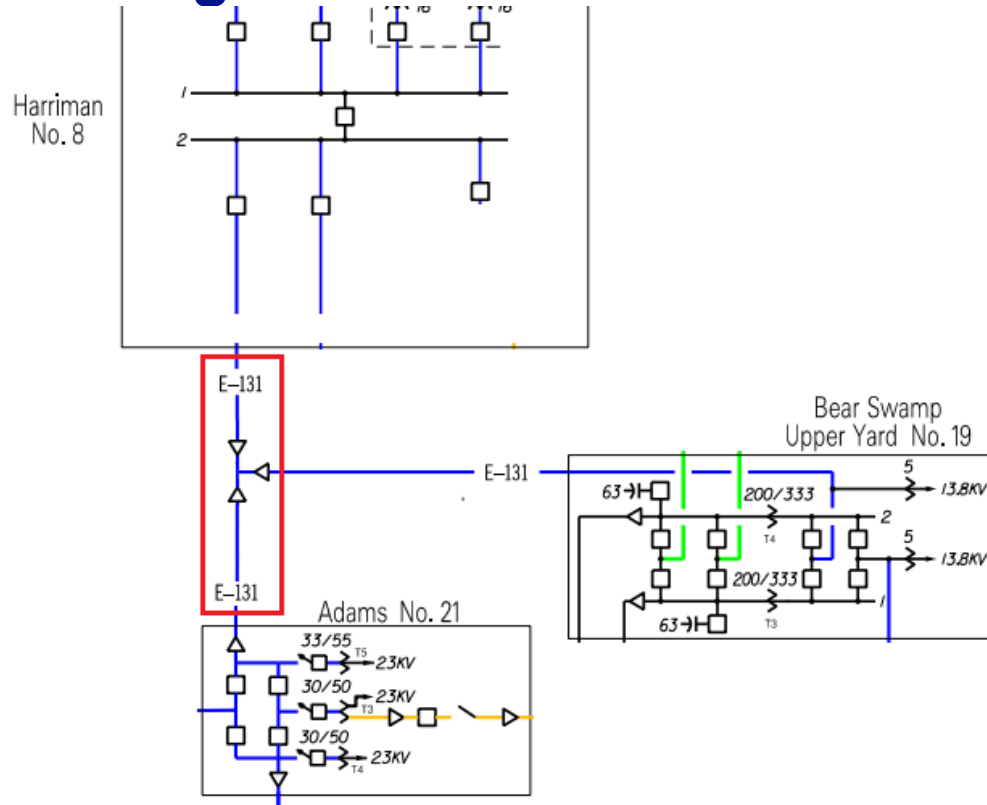 Harriman
No. 8
1
2
E-131
E-131
E-131
Bear Swamp
Upper Yard No. 19
63
200/333
T4
5
13.8KV
2
5
13.8KV
200/333
T3
1
63
Adams No. 21
33/55
T5
23KV
30/50
23KV
T3
30/50
T4
23KV